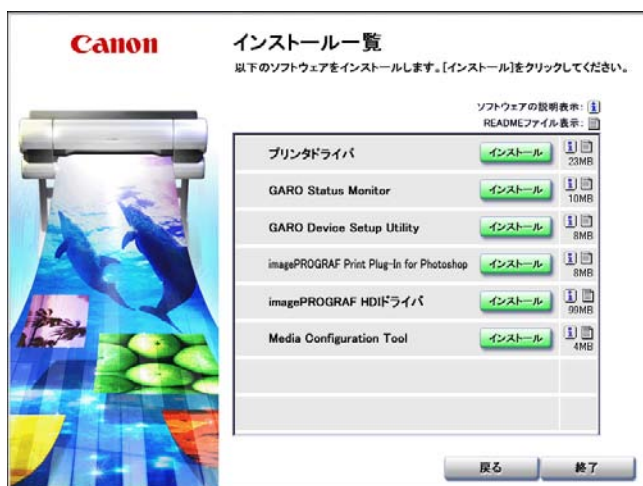 Canon
インストール一覧
以下のソフトウェアをインストールします。[インストール]をクリックしてください。
ソフトウェアの説明表示:
READMEファイル表示:
プリンタドライバ インストール 23MB
GARO Status Monitor インストール 10MB
GARO Device Setup Utility インストール 8MB
imagePROGRAF Print Plug-In for Photoshop インストール 8MB
imagePROGRAF HDIドライバ インストール 99MB
Media Configuration Tool インストール 4MB
戻る 終了